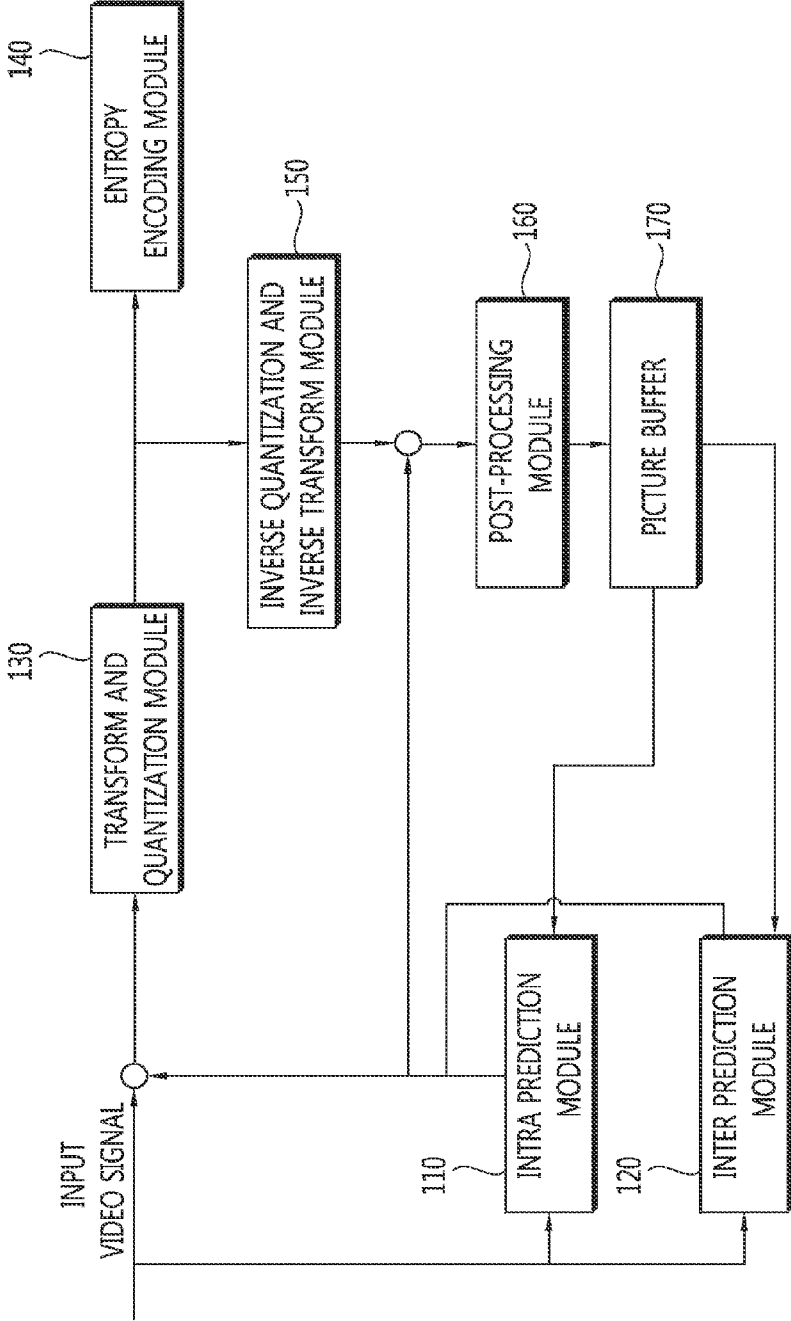 INPUT
VIDEO SIGNAL
130
TRANSFORM AND
QUANTIZATION MODULE
140
ENTROPY
ENCODING MODULE
150
INVERSE QUANTIZATION AND
INVERSE TRANSFORM MODULE
160
POST-PROCESSING
MODULE
170
PICTURE BUFFER
110
INTRA PREDICTION
MODULE
120
INTER PREDICTION
MODULE